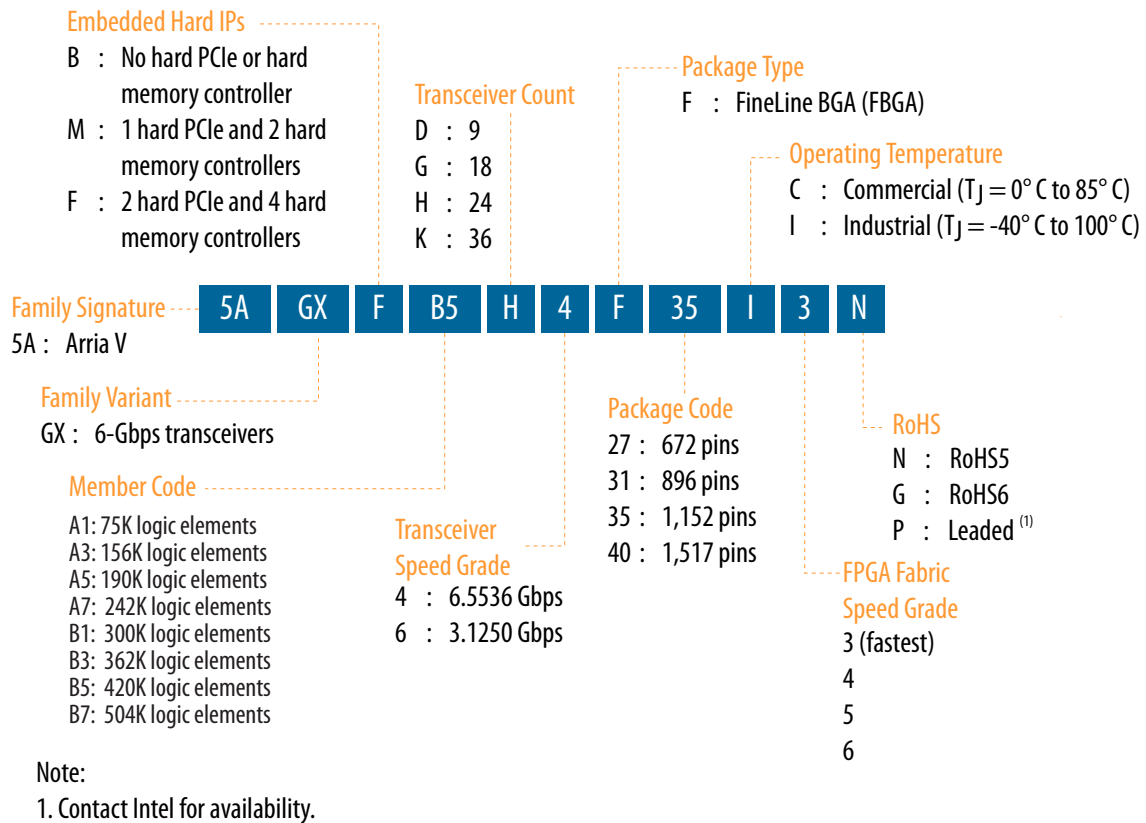 Embedded Hard IPs
B : No hard PCIe or hard
memory controller
M : 1 hard PCIe and 2 hard
memory controllers
F : 2 hard PCIe and 4 hard
memory controllers
Transceiver Count
D : 9
G : 18
H : 24
K : 36
Package Type
F : FineLine BGA (FBGA)
Operating Temperature
C : Commercial (TJ = 0° C to 85° C)
I : Industrial (TJ = -40° C to 100° C)
Family Signature
5A : Arria V
5A GX F B5 H 4 F 35 I 3 N
Family Variant
GX : 6-Gbps transceivers
Member Code
A1: 75K logic elements
A3: 156K logic elements
A5: 190K logic elements
A7: 242K logic elements
B1: 300K logic elements
B3: 362K logic elements
B5: 420K logic elements
B7: 504K logic elements
Transceiver
Speed Grade
4 : 6.5536 Gbps
6 : 3.1250 Gbps
Package Code
27 : 672 pins
31 : 896 pins
35 : 1,152 pins
40 : 1,517 pins
RoHS
N : RoHS5
G : RoHS6
P : Leaded (1)
FPGA Fabric
Speed Grade
3 (fastest)
4
5
6
Note:
1. Contact Intel for availability.